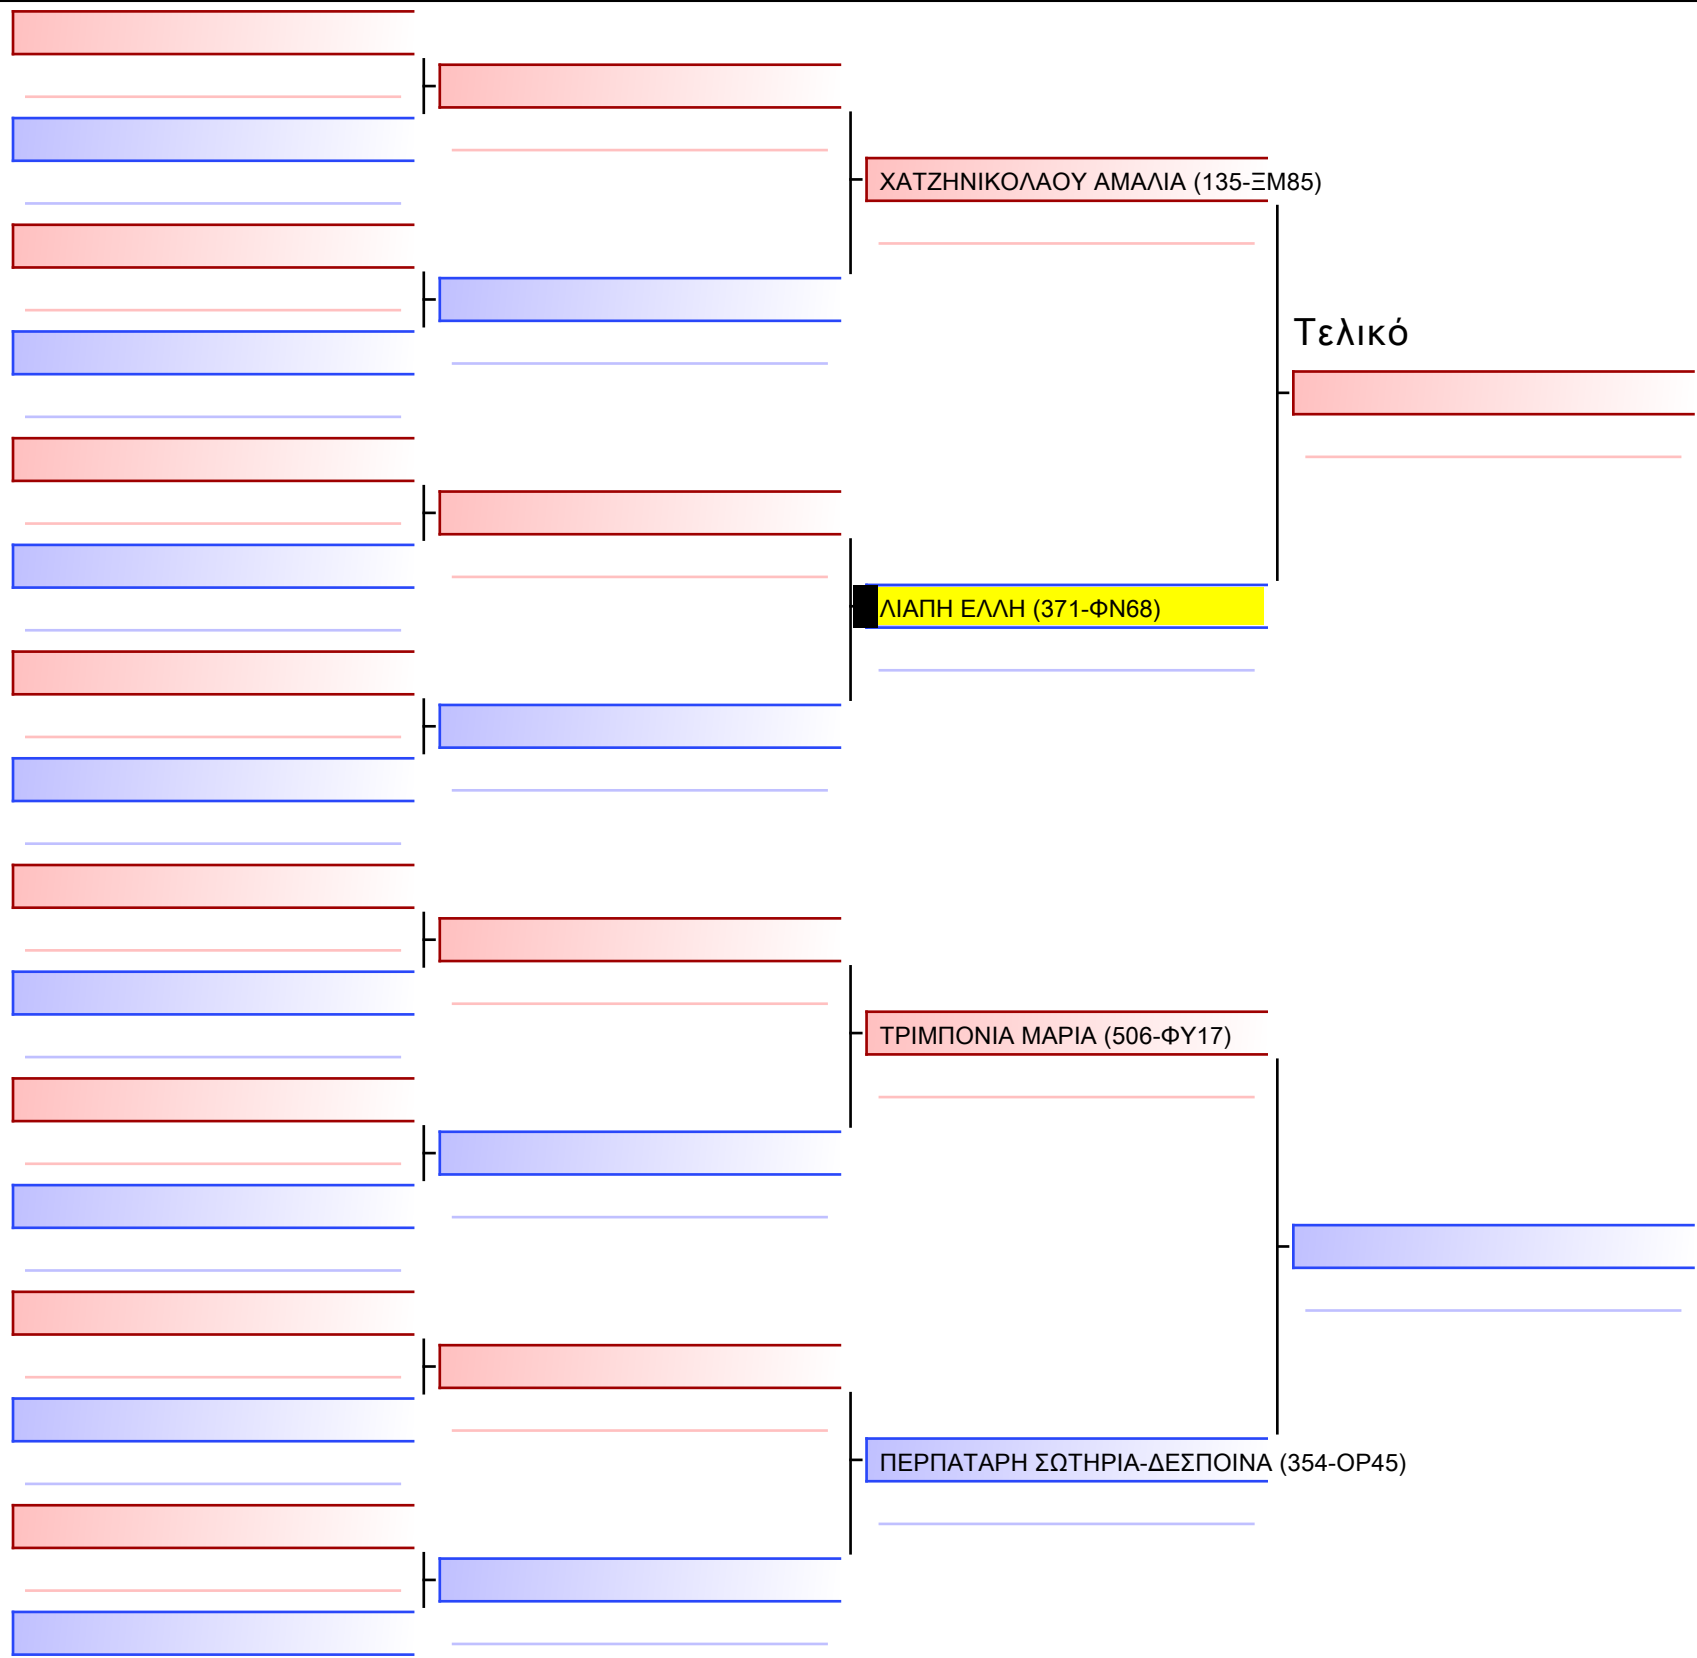 ΧΑΤΖΗΝΙΚΟΛΑΟΥ ΑΜΑΛΙΑ (135-ΞΜ85)
Τελικό
ΛΙΑΠΗ ΕΛΛΗ (371-ΦΝ68)
ΤΡΙΜΠΟΝΙΑ ΜΑΡΙΑ (506-ΦΥ17)
ΠΕΡΠΑΤΑΡΗ ΣΩΤΗΡΙΑ-ΔΕΣΠΟΙΝΑ (354-ΟΡ45)